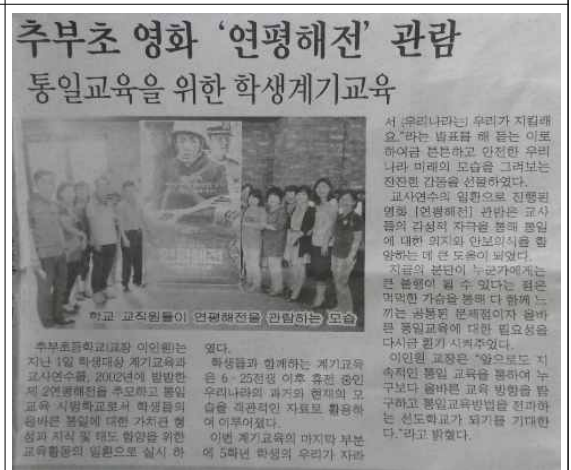 추부초 영화 '연평해전' 관람
통일교육을 위한 학생계기교육
연평해전
학교 교직원들이 연평해전을 관람하는 모습
추부초등학교(교장 이인원)는
지난 1일 학생대상 계기교육과
교사연수를, 2002년에 발발한
제 2연평해전을 추모하고 통일
교육 시범학교로서 학생들의
올바른 통일에 대한 가치관 형
성과 지식 및 태도 함양을 위한
교육활동의 일환으로 실시 하
였다.
학생들과 함께하는 계기교육
은 6·25전쟁 이후 휴전 중인
우리나라의 과거와 현재의 모
습을 객관적인 자료로 활용하
여 이루어졌다.
이번 계기교육의 마지막 부분
에 5학년 학생의 우리가 자라
서 [우리나라는] 우리가 지킬래
요."라는 발표를 해 듣는 이로
하여금 튼튼하고 안전한 우리
나라 미래의 모습을 그려보는
잔잔한 감동을 선물하였다.
교사연수의 일환으로 진행된
영화 [연평해전] 관람은 교사
들의 감성적 자극을 통해 통일
에 대한 의지와 안보의식을 함
양하는 데 큰 도움이 되었다.
지금의 분단이 누군가에게는
큰 불행이 될 수 있다는 점은
먹먹한 가슴을 통해 다 함께 느
끼는 공통된 문제점이자 올바
른 통일교육에 대한 필요성을
다시금 환기 시켜주었다.
이인원 교장은 "앞으로도 지
속적인 통일 교육을 통하여 누
구보다 올바른 교육 방향을 탐
구하고 통일교육방법을 전파하
는 선도학교가 되기를 기대한
다."라고 밝혔다.